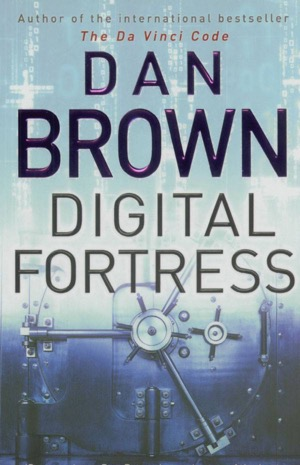 Author of the international bestseller
The Da Vinci Code
DAN
BROWN
DIGITAL
FORTRESS